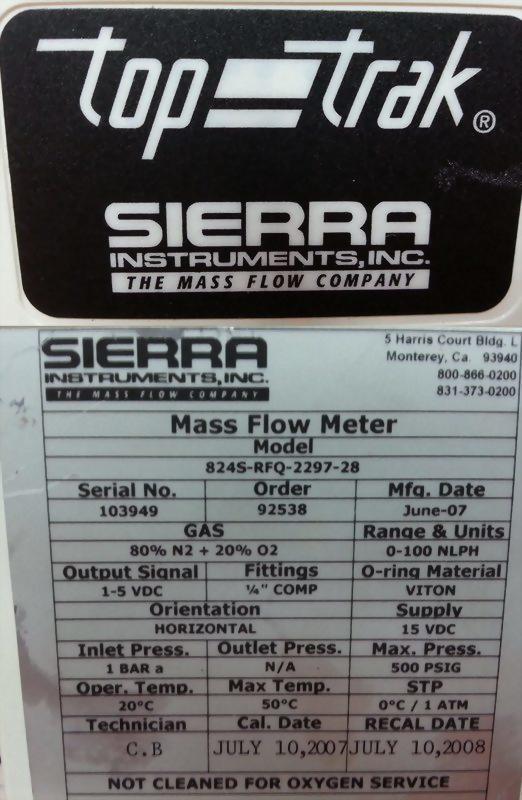 top-trak®
SIERRA
INSTRUMENTS, INC.
THE MASS FLOW COMPANY
SIERRA
INSTRUMENTS, INC.
THE MASS FLOW COMPANY
5 Harris Court Bldg. L
Monterey, Ca. 93940
800-866-0200
831-373-0200
Mass Flow Meter
Model
824S-RFQ-2297-28
Serial No. Order Mfg. Date
103949 92538 June-07
GAS Range & Units
80% N2 + 20% O2 0-100 NLPH
Output Signal Fittings O-ring Material
1-5 VDC ¼" COMP VITON
Orientation Supply
HORIZONTAL 15 VDC
Inlet Press. Outlet Press. Max. Press.
1 BAR a N/A 500 PSIG
Oper. Temp. Max Temp. STP
20°C 50°C 0°C / 1 ATM
Technician Cal. Date RECAL DATE
C.B JULY 10,2007 JULY 10,2008
NOT CLEANED FOR OXYGEN SERVICE